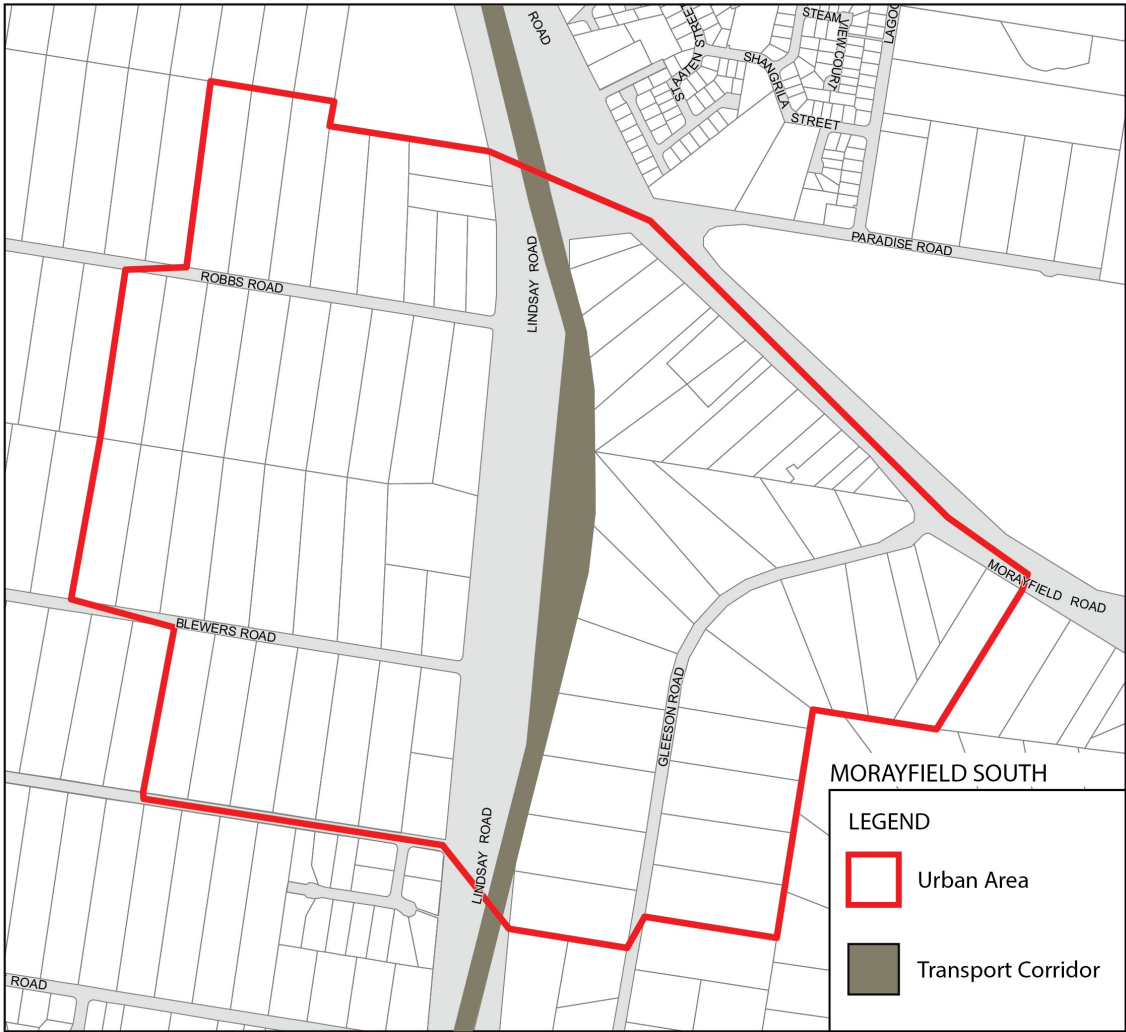 ROAD
STAATEN STREET
STEAM
VIEW COURT
LAGOO
SHANGRILA
STREET
PARADISE ROAD
LINDSAY ROAD
ROBBS ROAD
MORAYFIELD ROAD
BLEWERS ROAD
GLEESON ROAD
LINDSAY ROAD
ROAD
MORAYFIELD SOUTH
LEGEND
Urban Area
Transport Corridor